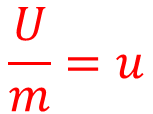 U/m = u